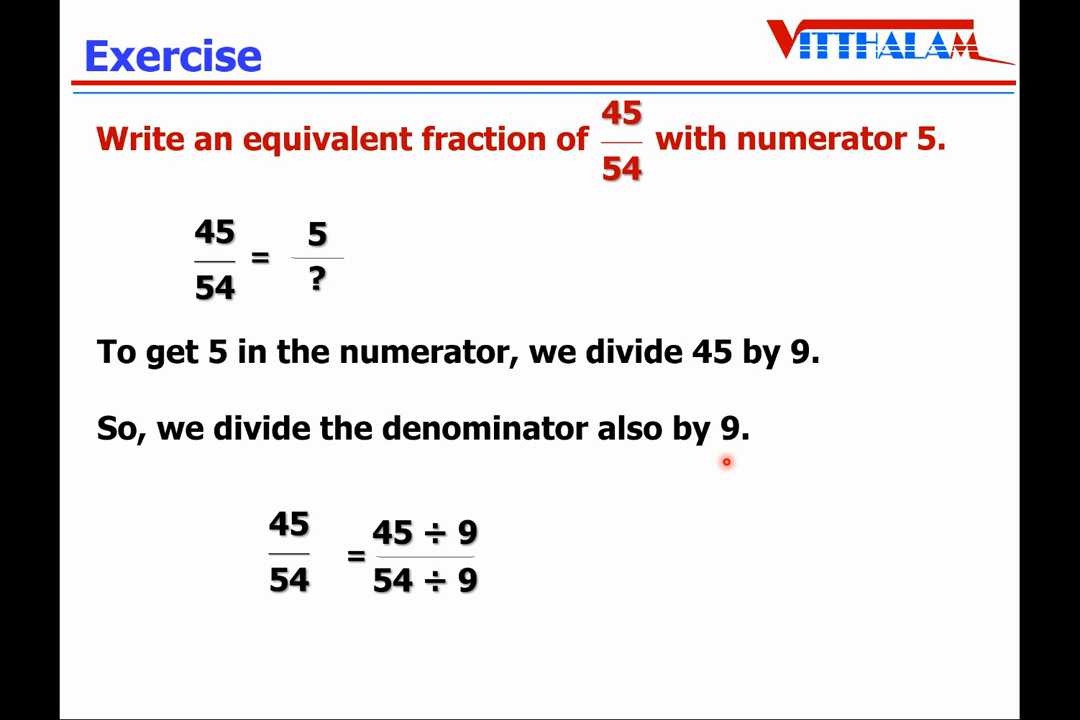 Exercise
VITTHALAM
Write an equivalent fraction of 45/54 with numerator 5.
45/54 = 5/?
To get 5 in the numerator, we divide 45 by 9.
So, we divide the denominator also by 9.
45/54 = 45 ÷ 9/54 ÷ 9